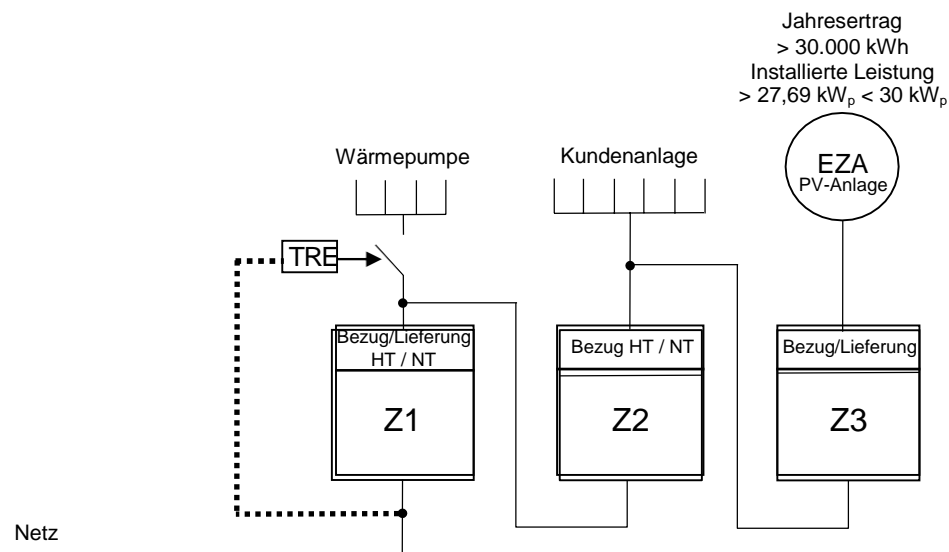 Jahresertrag
> 30.000 kWh
Installierte Leistung
> 27,69 kWp < 30 kWp
Wärmepumpe
Kundenanlage
EZA
PV-Anlage
TRE
Bezug/Lieferung
HT / NT
Bezug HT / NT
Bezug/Lieferung
Z1
Z2
Z3
Netz